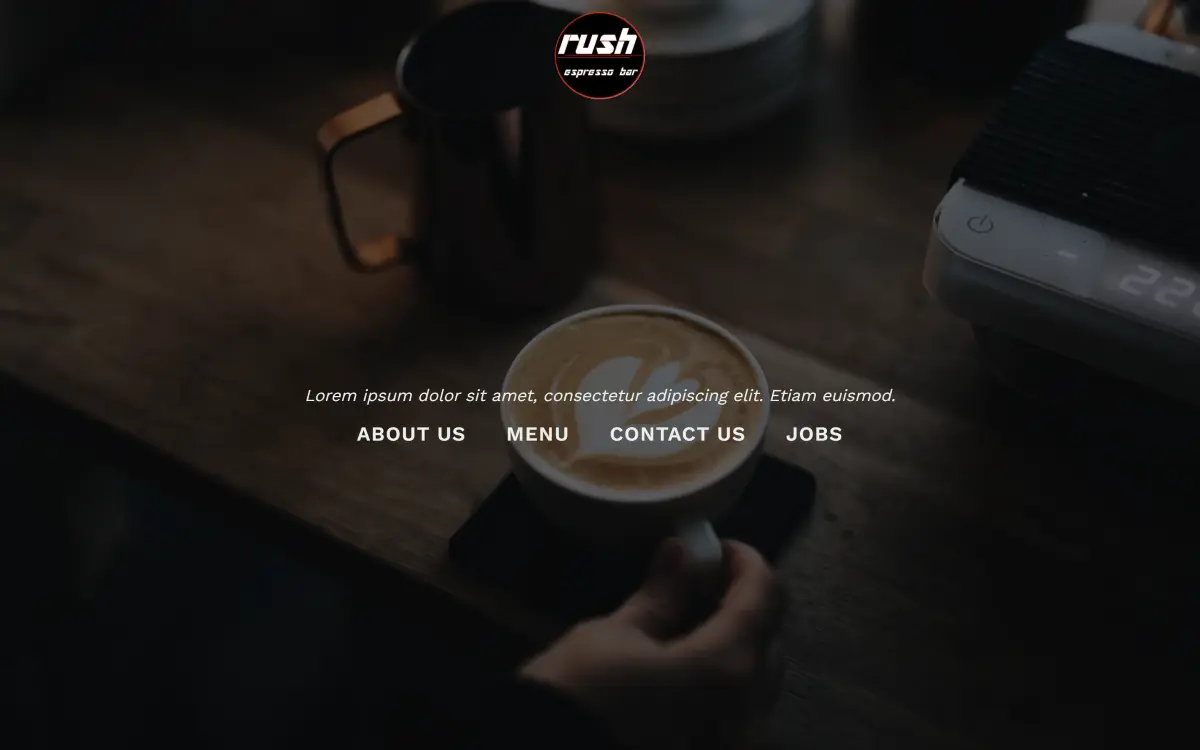 rush
espresso bar
Lorem ipsum dolor sit amet, consectetur adipiscing elit. Etiam euismod.
ABOUT US MENU CONTACT US JOBS